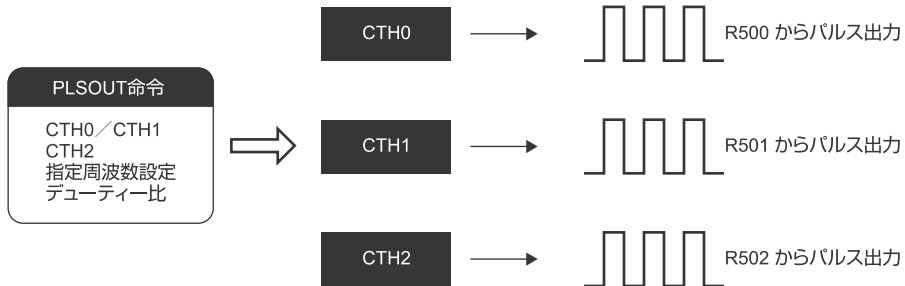 PLSOUT命令
CTH0／CTH1
CTH2
指定周波数設定
デューティー比
CTH0
R500 からパルス出力
CTH1
R501 からパルス出力
CTH2
R502 からパルス出力